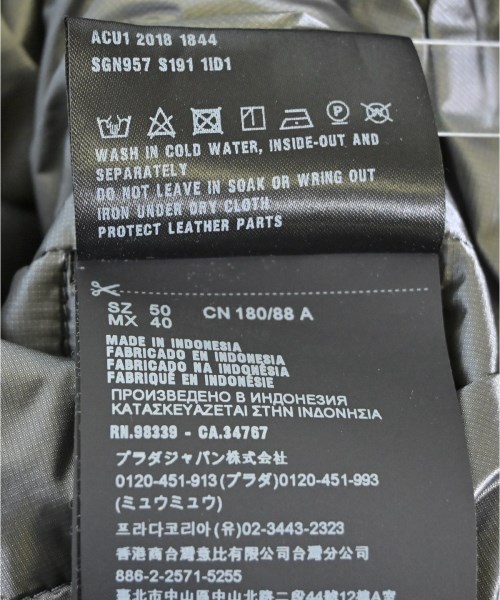 ACU1 2018 1844
SGN957 S191 1ID1
WASH IN COLD WATER, INSIDE-OUT AND
SEPARATELY
DO NOT LEAVE IN SOAK OR WRING OUT
IRON UNDER DRY CLOTH
PROTECT LEATHER PARTS
SZ 50 CN 180/88 A
MX 40
MADE IN INDONESIA
FABRICADO EN INDONESIA
FABRICADO NA INDONÉSIA
FABRIQUÉ EN INDONÉSIE
ПРОИЗВЕДЕНО В ИНДОНЕЗИЯ
ΚΑΤΑΣΚΕΥΑΖΕΤΑΙ ΣΤΗΝ ΙΝΔΟΝΗΣΙΑ
RN.98339 - CA.34767
プラダジャパン株式会社
0120-451-913(プラダ)0120-451-993
(ミュウミュウ)
프라다코리아(유)02-3443-2323
香港商台灣普比有限公司台灣分公司
886-2-2571-5255
臺北市中山區中山北路二段44號12樓A室